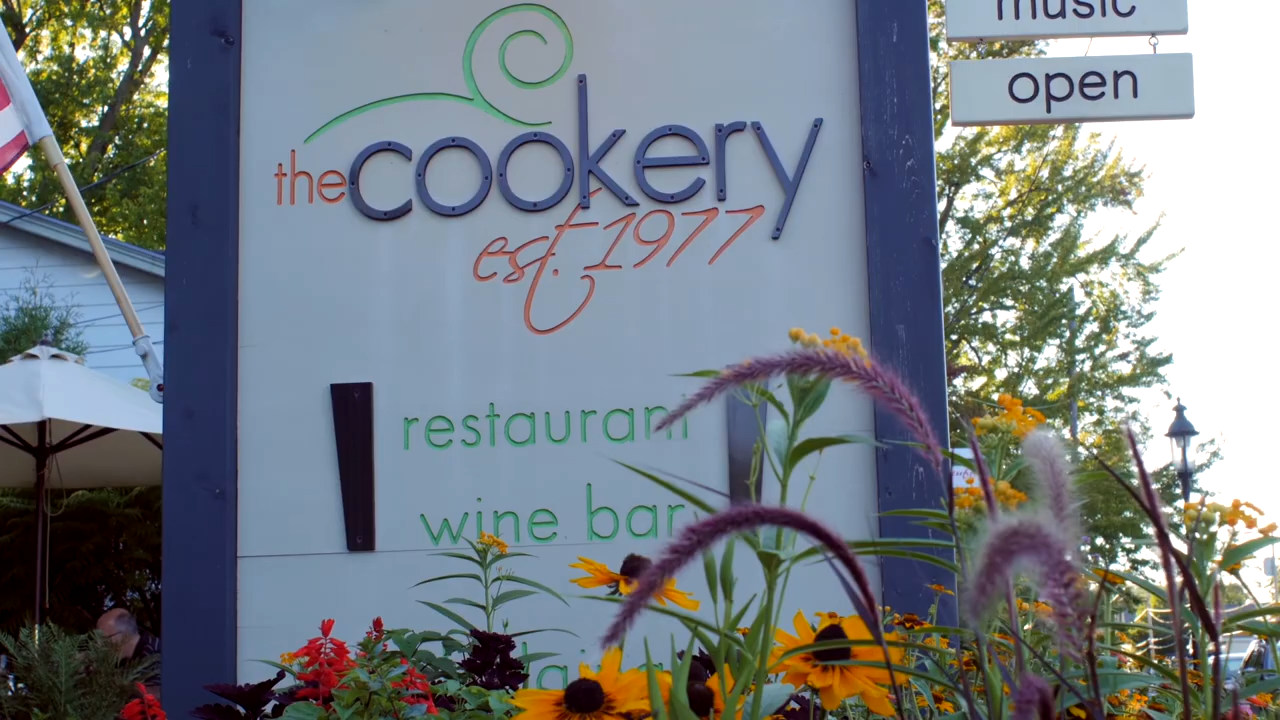 music
open
the cookery
est. 1977
restaurant
wine bar